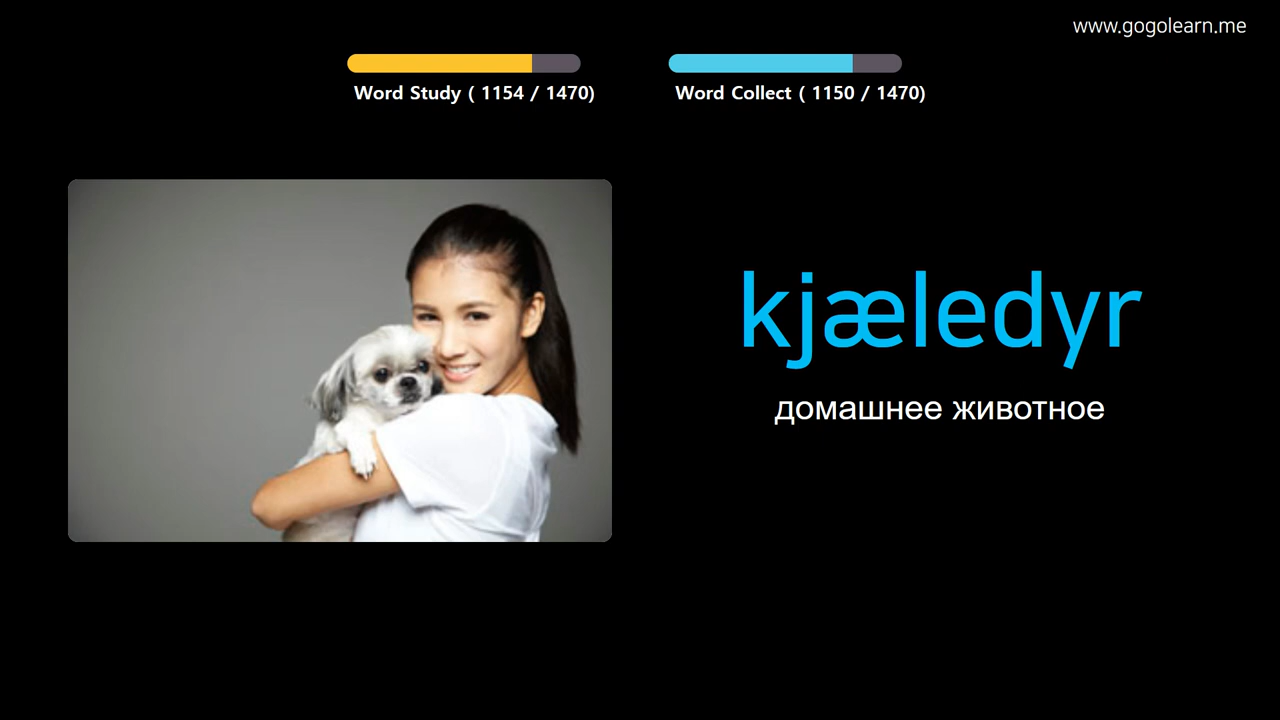 www.gogolearn.me
Word Study ( 1154 / 1470)
Word Collect ( 1150 / 1470)
kjæledyr
домашнее животное